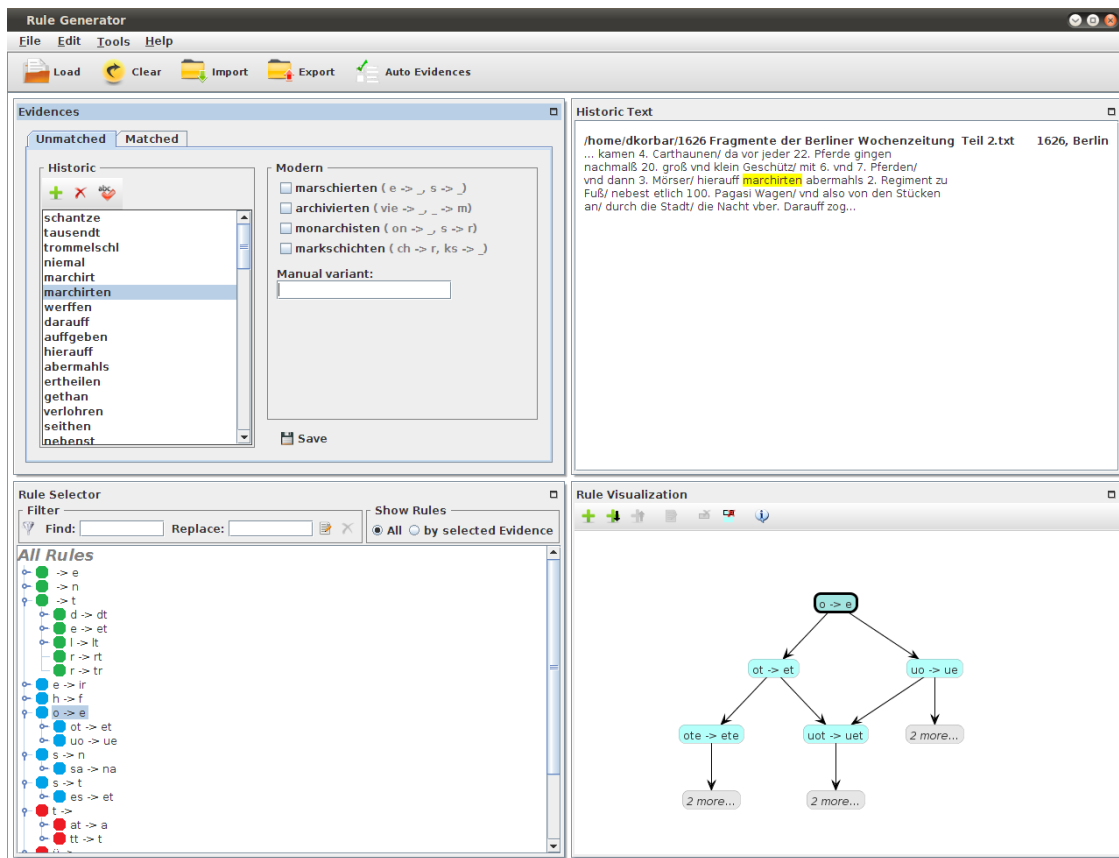 Rule Generator
File Edit Tools Help
Load Clear Import Export Auto Evidences
Evidences
Unmatched Matched
Historic
abc
schantze
tausendt
trommelschl
niemal
marchirt
marchirten
werffen
darauff
auffgeben
hierauff
abermahls
ertheilen
gethan
verlohren
seithen
nebenst
Modern
marschierten ( e -> _, s -> _)
archivierten ( vie -> _, _ -> m)
monarchisten ( on -> _, s -> r)
markschichten ( ch -> r, ks -> _)
Manual variant:
Save
Historic Text
/home/dkorbar/1626 Fragmente der Berliner Wochenzeitung Teil 2.txt 1626, Berlin
... kamen 4. Carthaunen/ da vor jeder 22. Pferde gingen
nachmalß 20. groß vnd klein Geschütz/ mit 6. vnd 7. Pferden/
vnd dann 3. Mörser/ hierauff marchirten abermahls 2. Regiment zu
Fuß/ nebest etlich 100. Pagasi Wagen/ vnd also von den Stücken
an/ durch die Stadt/ die Nacht vber. Darauff zog...
Rule Selector
Filter
Find: Replace:
Show Rules
All by selected Evidence
All Rules
-> e
-> n
-> t
d -> dt
e -> et
l -> lt
r -> rt
r -> tr
e -> ir
h -> f
o -> e
ot -> et
uo -> ue
s -> n
sa -> na
s -> t
es -> et
t ->
at -> a
tt -> t
Rule Visualization
o -> e
ot -> et
uo -> ue
ote -> ete
uot -> uet
2 more...
2 more...
2 more...